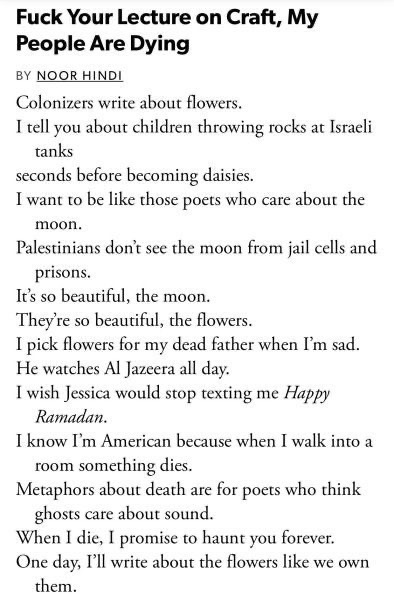 Fuck Your Lecture on Craft, My
People Are Dying
BY NOOR HINDI
Colonizers write about flowers.
I tell you about children throwing rocks at Israeli
tanks
seconds before becoming daisies.
I want to be like those poets who care about the
moon.
Palestinians don’t see the moon from jail cells and
prisons.
It’s so beautiful, the moon.
They’re so beautiful, the flowers.
I pick flowers for my dead father when I’m sad.
He watches Al Jazeera all day.
I wish Jessica would stop texting me Happy
Ramadan.
I know I’m American because when I walk into a
room something dies.
Metaphors about death are for poets who think
ghosts care about sound.
When I die, I promise to haunt you forever.
One day, I’ll write about the flowers like we own
them.